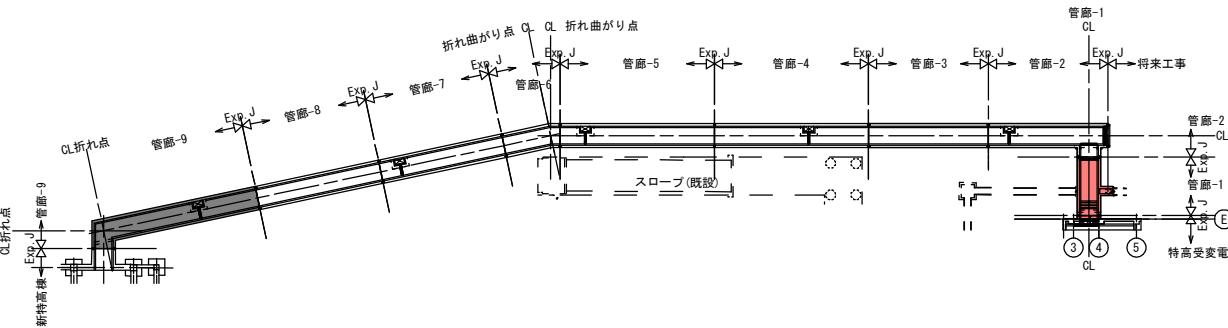 管廊-1
CL
折れ曲がり点 CL
CL 折れ曲がり点
Exp.J
管廊-5
Exp.J
管廊-4
Exp.J
管廊-3
Exp.J
管廊-2
Exp.J
将来工事
Exp.J
管廊-6
管廊-7
Exp.J
管廊-8
Exp.J
管廊-9
CL折れ点
管廊-2
CL
Exp.J
管廊-1
Exp.J
E
特高受変電
スロープ(既設)
3
4
5
CL
CL折れ点
管廊-9
Exp.J
新特高棟